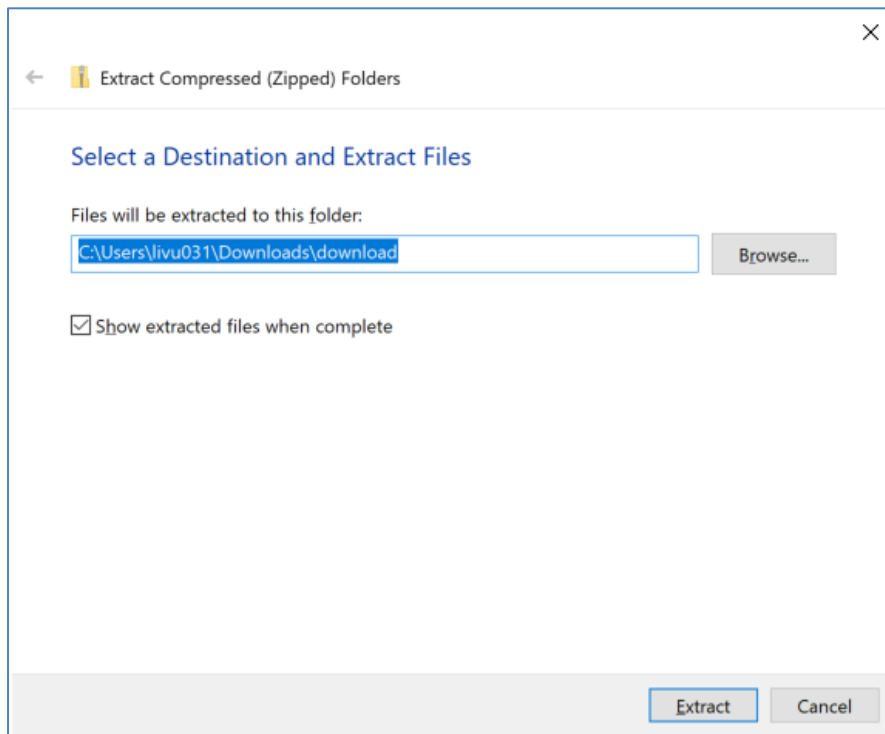 Extract Compressed (Zipped) Folders
Select a Destination and Extract Files
Files will be extracted to this folder:
C:\Users\livu031\Downloads\download
Browse...
Show extracted files when complete
Extract
Cancel